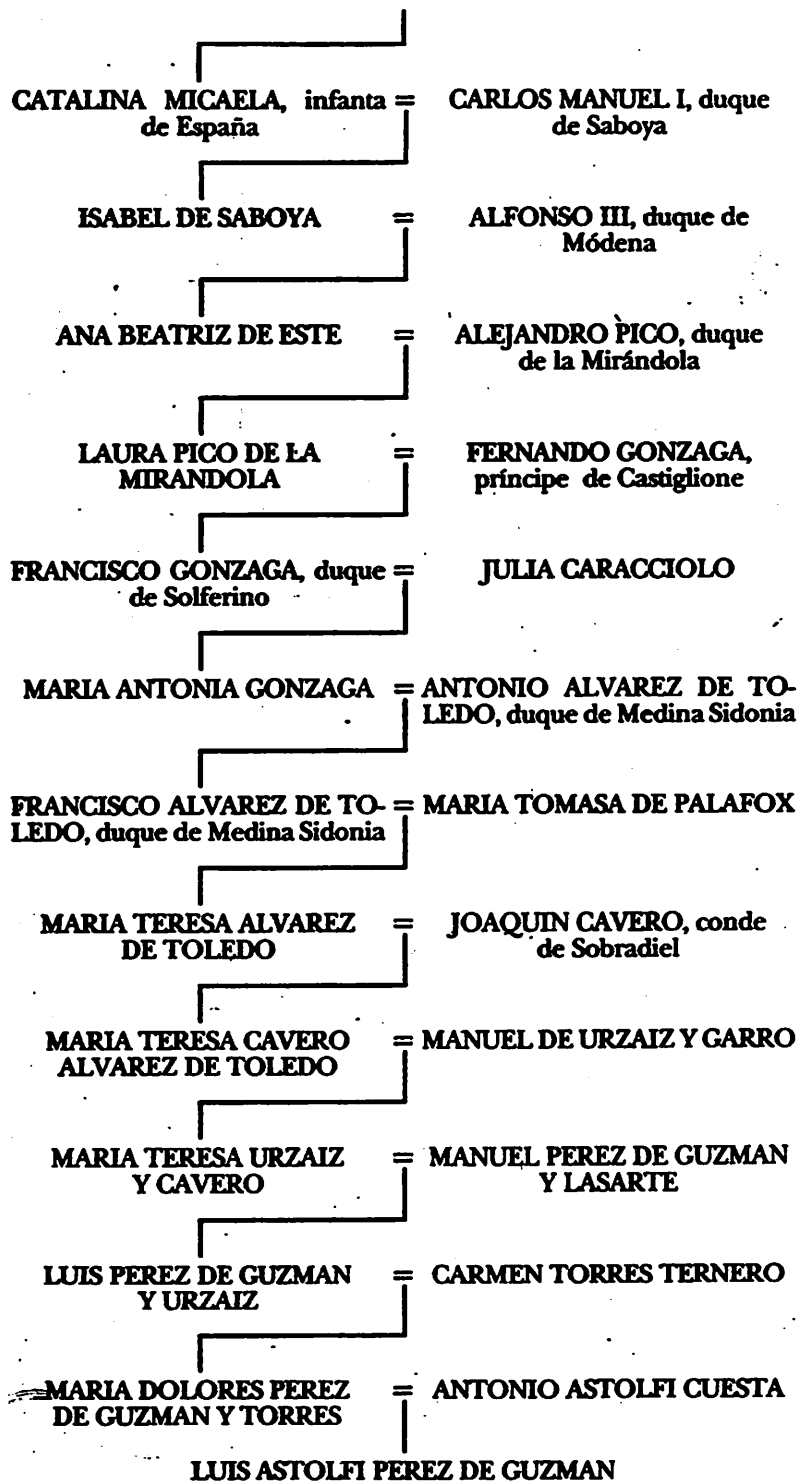 CATALINA MICAELA, infanta = CARLOS MANUEL I, duque
de España de Saboya
ISABEL DE SABOYA = ALFONSO III, duque de
Módena
ANA BEATRIZ DE ESTE = ALEJANDRO PICO, duque
de la Mirándola
LAURA PICO DE LA = FERNANDO GONZAGA,
MIRANDOLA príncipe de Castiglione
FRANCISCO GONZAGA, duque = JULIA CARACCIOLO
de Solferino
MARIA ANTONIA GONZAGA = ANTONIO ALVAREZ DE TO-
LEDO, duque de Medina Sidonia
FRANCISCO ALVAREZ DE TO- = MARIA TOMASA DE PALAFOX
LEDO, duque de Medina Sidonia
MARIA TERESA ALVAREZ = JOAQUIN CAVERO, conde
DE TOLEDO de Sobradiel
MARIA TERESA CAVERO = MANUEL DE URZAIZ Y GARRO
ALVAREZ DE TOLEDO
MARIA TERESA URZAIZ = MANUEL PEREZ DE GUZMAN
Y CAVERO Y LASARTE
LUIS PEREZ DE GUZMAN = CARMEN TORRES TERNERO
Y URZAIZ
MARIA DOLORES PEREZ = ANTONIO ASTOLFI CUESTA
DE GUZMAN Y TORRES
LUIS ASTOLFI PEREZ DE GUZMAN